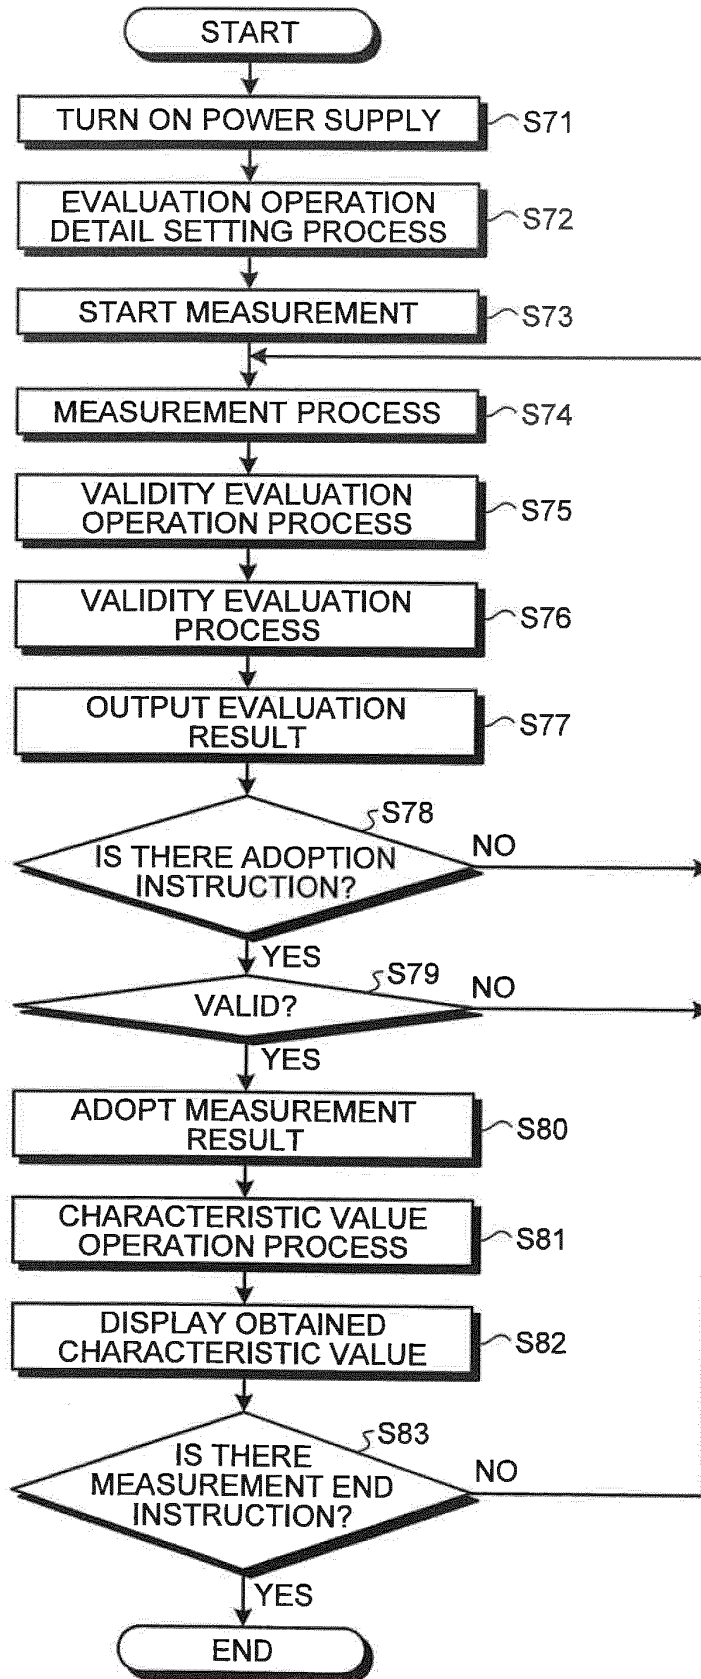 START
TURN ON POWER SUPPLY
S71
EVALUATION OPERATION
DETAIL SETTING PROCESS
S72
START MEASUREMENT
S73
MEASUREMENT PROCESS
S74
VALIDITY EVALUATION
OPERATION PROCESS
S75
VALIDITY EVALUATION
PROCESS
S76
OUTPUT EVALUATION
RESULT
S77
S78
IS THERE ADOPTION
INSTRUCTION?
NO
YES
S79
VALID?
NO
YES
ADOPT MEASUREMENT
RESULT
S80
CHARACTERISTIC VALUE
OPERATION PROCESS
S81
DISPLAY OBTAINED
CHARACTERISTIC VALUE
S82
S83
IS THERE
MEASUREMENT END
INSTRUCTION?
NO
YES
END